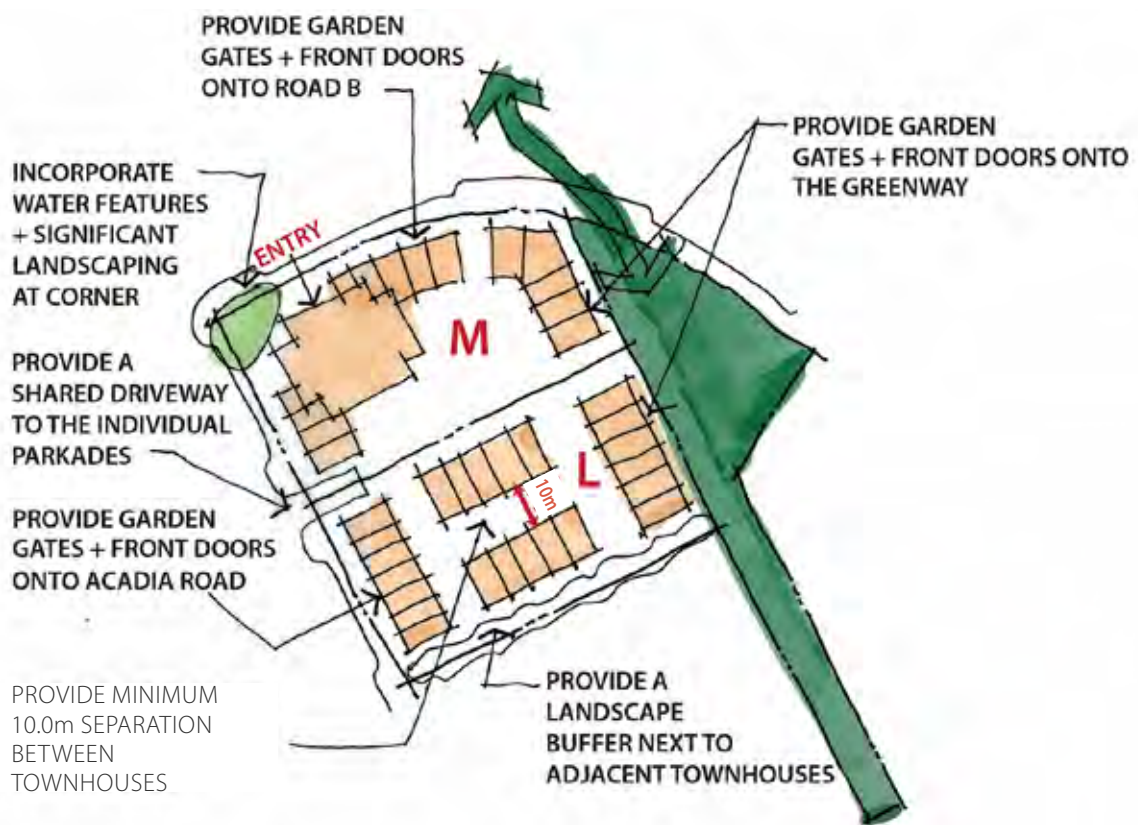 PROVIDE GARDEN
GATES + FRONT DOORS
ONTO ROAD B
PROVIDE GARDEN
GATES + FRONT DOORS ONTO
THE GREENWAY
INCORPORATE
WATER FEATURES
+ SIGNIFICANT
LANDSCAPING
AT CORNER
ENTRY
M
PROVIDE A
SHARED DRIVEWAY
TO THE INDIVIDUAL
PARKADES
L
10m
PROVIDE GARDEN
GATES + FRONT DOORS
ONTO ACADIA ROAD
PROVIDE MINIMUM
10.0m SEPARATION
BETWEEN
TOWNHOUSES
PROVIDE A
LANDSCAPE
BUFFER NEXT TO
ADJACENT TOWNHOUSES